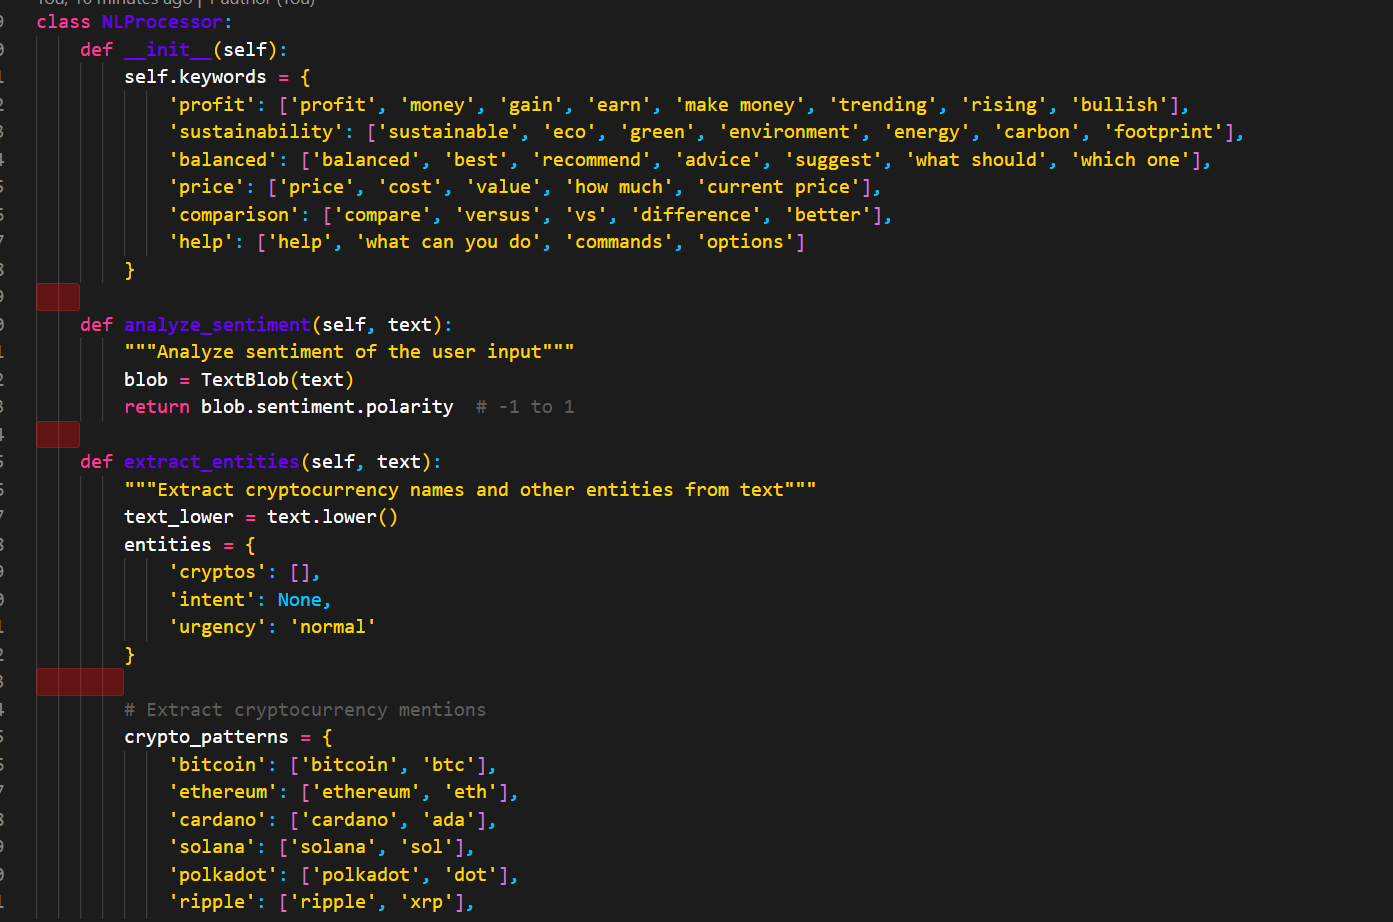 You, 10 minutes ago | 1 author (You)
class NLProcessor:
    def __init__(self):
        self.keywords = {
            'profit': ['profit', 'money', 'gain', 'earn', 'make money', 'trending', 'rising', 'bullish'],
            'sustainability': ['sustainable', 'eco', 'green', 'environment', 'energy', 'carbon', 'footprint'],
            'balanced': ['balanced', 'best', 'recommend', 'advice', 'suggest', 'what should', 'which one'],
            'price': ['price', 'cost', 'value', 'how much', 'current price'],
            'comparison': ['compare', 'versus', 'vs', 'difference', 'better'],
            'help': ['help', 'what can you do', 'commands', 'options']
        }
    def analyze_sentiment(self, text):
        """Analyze sentiment of the user input"""
        blob = TextBlob(text)
        return blob.sentiment.polarity  # -1 to 1
    def extract_entities(self, text):
        """Extract cryptocurrency names and other entities from text"""
        text_lower = text.lower()
        entities = {
            'cryptos': [],
            'intent': None,
            'urgency': 'normal'
        }
        # Extract cryptocurrency mentions
        crypto_patterns = {
            'bitcoin': ['bitcoin', 'btc'],
            'ethereum': ['ethereum', 'eth'],
            'cardano': ['cardano', 'ada'],
            'solana': ['solana', 'sol'],
            'polkadot': ['polkadot', 'dot'],
            'ripple': ['ripple', 'xrp'],